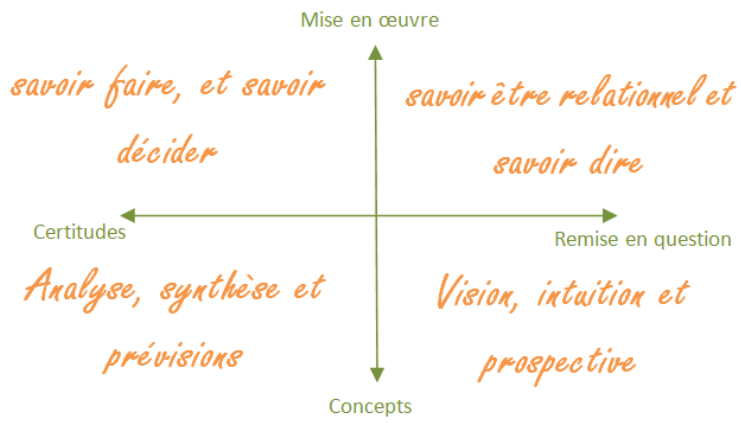 Mise en œuvre
savoir faire, et savoir
décider
savoir être relationnel et
savoir dire
Certitudes
Remise en question
Analyse, synthèse et
prévisions
Vision, intuition et
prospective
Concepts